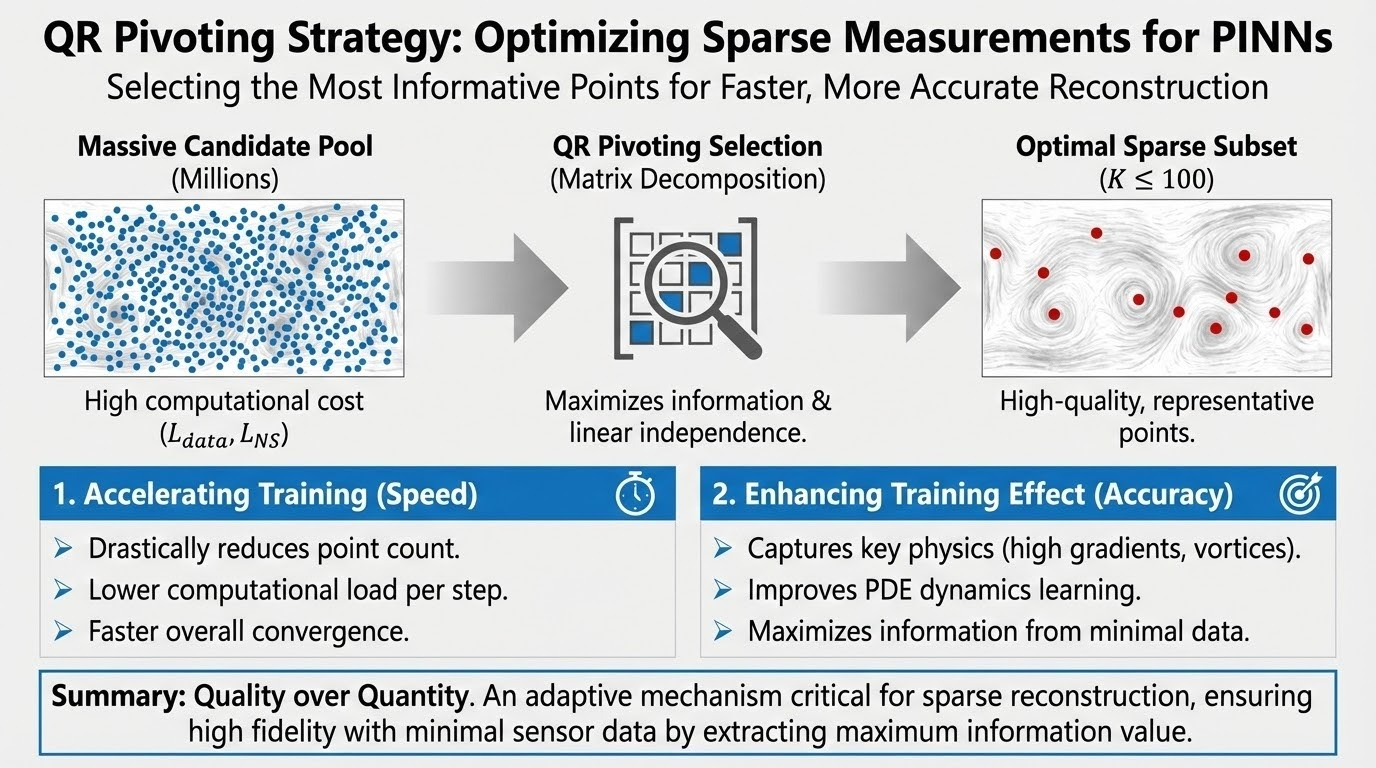 QR Pivoting Strategy: Optimizing Sparse Measurements for PINNs
Selecting the Most Informative Points for Faster, More Accurate Reconstruction
Massive Candidate Pool
(Millions)
High computational cost
(L_data, L_NS)
QR Pivoting Selection
(Matrix Decomposition)
Maximizes information &
linear independence.
Optimal Sparse Subset
(K ≤ 100)
High-quality, representative
points.
1. Accelerating Training (Speed)
Drastically reduces point count.
Lower computational load per step.
Faster overall convergence.
2. Enhancing Training Effect (Accuracy)
Captures key physics (high gradients, vortices).
Improves PDE dynamics learning.
Maximizes information from minimal data.
Summary: Quality over Quantity. An adaptive mechanism critical for sparse reconstruction, ensuring
high fidelity with minimal sensor data by extracting maximum information value.